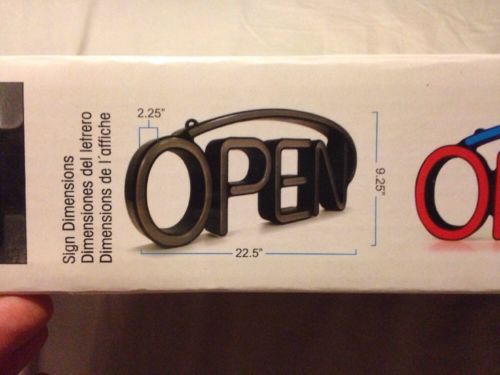 Sign Dimensions
Dimensiones del letrero
Dimensions de l´affiche
2.25"
OPEN
9.25"
22.5"